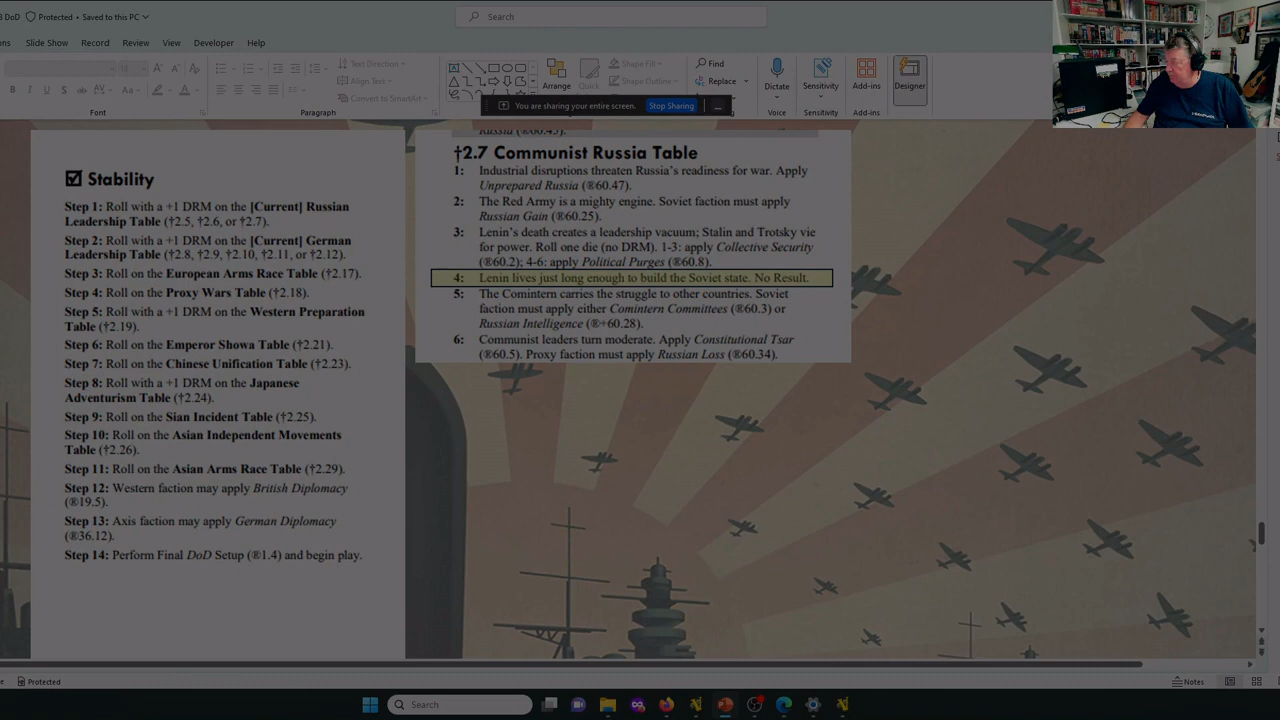 8 DoD Protected • Saved to this PC
Search
Slide Show Record Review View Developer Help
Text Direction
Align Text
Convert to SmartArt
Arrange
Quick
Shape Fill
Shape Outline
Find
Replace
Dictate
Sensitivity
Add-ins
Designer
You are sharing your entire screen. Stop Sharing
Font Paragraph Voice Sensitivity Add-ins
Stability
Step 1: Roll with a +1 DRM on the [Current] Russian
Leadership Table (†2.5, †2.6, or †2.7).
Step 2: Roll with a +1 DRM on the [Current] German
Leadership Table (†2.8, †2.9, †2.10, †2.11, or †2.12).
Step 3: Roll on the European Arms Race Table (†2.17).
Step 4: Roll on the Proxy Wars Table (†2.18).
Step 5: Roll with a +1 DRM on the Western Preparation
Table (†2.19).
Step 6: Roll on the Emperor Showa Table (†2.21).
Step 7: Roll on the Chinese Unification Table (†2.23).
Step 8: Roll with a +1 DRM on the Japanese
Adventurism Table (†2.24).
Step 9: Roll on the Sian Incident Table (†2.25).
Step 10: Roll on the Asian Independent Movements
Table (†2.26).
Step 11: Roll on the Asian Arms Race Table (†2.29).
Step 12: Western faction may apply British Diplomacy
(®19.5).
Step 13: Axis faction may apply German Diplomacy
(®36.12).
Step 14: Perform Final DoD Setup (®1.4) and begin play.
Russia (®60.45).
†2.7 Communist Russia Table
1: Industrial disruptions threaten Russia's readiness for war. Apply
Unprepared Russia (®60.47).
2: The Red Army is a mighty engine. Soviet faction must apply
Russian Gain (®60.25).
3: Lenin's death creates a leadership vacuum; Stalin and Trotsky vie
for power. Roll one die (no DRM). 1-3: apply Collective Security
(®60.2); 4-6: apply Political Purges (®60.8).
4: Lenin lives just long enough to build the Soviet state. No Result.
5: The Comintern carries the struggle to other countries. Soviet
faction must apply either Comintern Committees (®60.3) or
Russian Intelligence (®+60.28).
6: Communist leaders turn moderate. Apply Constitutional Tsar
(®60.5). Proxy faction must apply Russian Loss (®60.34).
Protected
Notes
Search